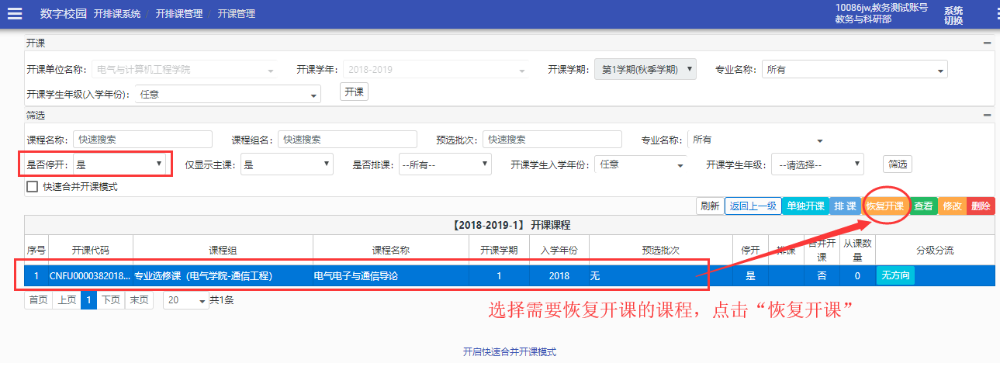 数字校园 开排课系统 / 开排课管理 / 开课管理
10086jw,教务测试账号
教务与科研部
系统
切换
开课
开课单位名称: 电气与计算机工程学院 开课学年: 2018-2019 开课学期: 第1学期(秋季学期) 专业名称: 所有
开课学生年级(入学年份): 任意 开课
筛选
课程名称: 快速搜索 课程组名: 快速搜索 预选批次: 快速搜索 专业名称: 所有
是否停开: 是 仅显示主课: 是 是否排课: --所有-- 开课学生入学年份: 任意 开课学生年级: --请选择-- 筛选
快速合并开课模式
刷新 返回上一级 单独开课 排 课 恢复开课 查看 修改 删除
【2018-2019-1】 开课课程
序号 开课代码 课程组 课程名称 开课学期 入学年份 预选批次 停开 排课 合并开课 从课数量 分级分流
1 CNFU0000382018... 专业选修课（电气学院-通信工程） 电气电子与通信导论 1 2018 无 是 否 0 无方向
首页 上页 1 下页 末页 20 共1条
选择需要恢复开课的课程，点击“恢复开课”
开启快速合并开课模式